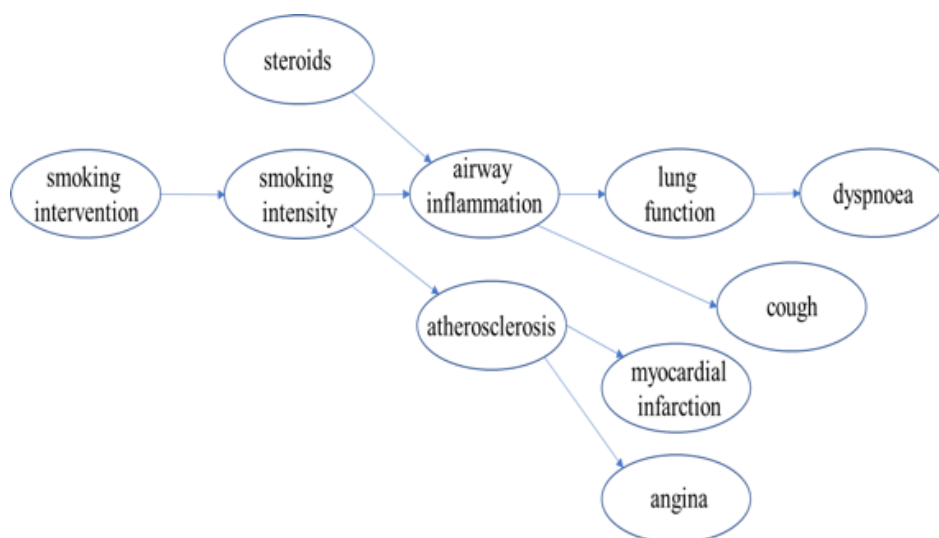 steroids
smoking
intervention
smoking
intensity
airway
inflammation
lung
function
dyspnoea
cough
atherosclerosis
myocardial
infarction
angina